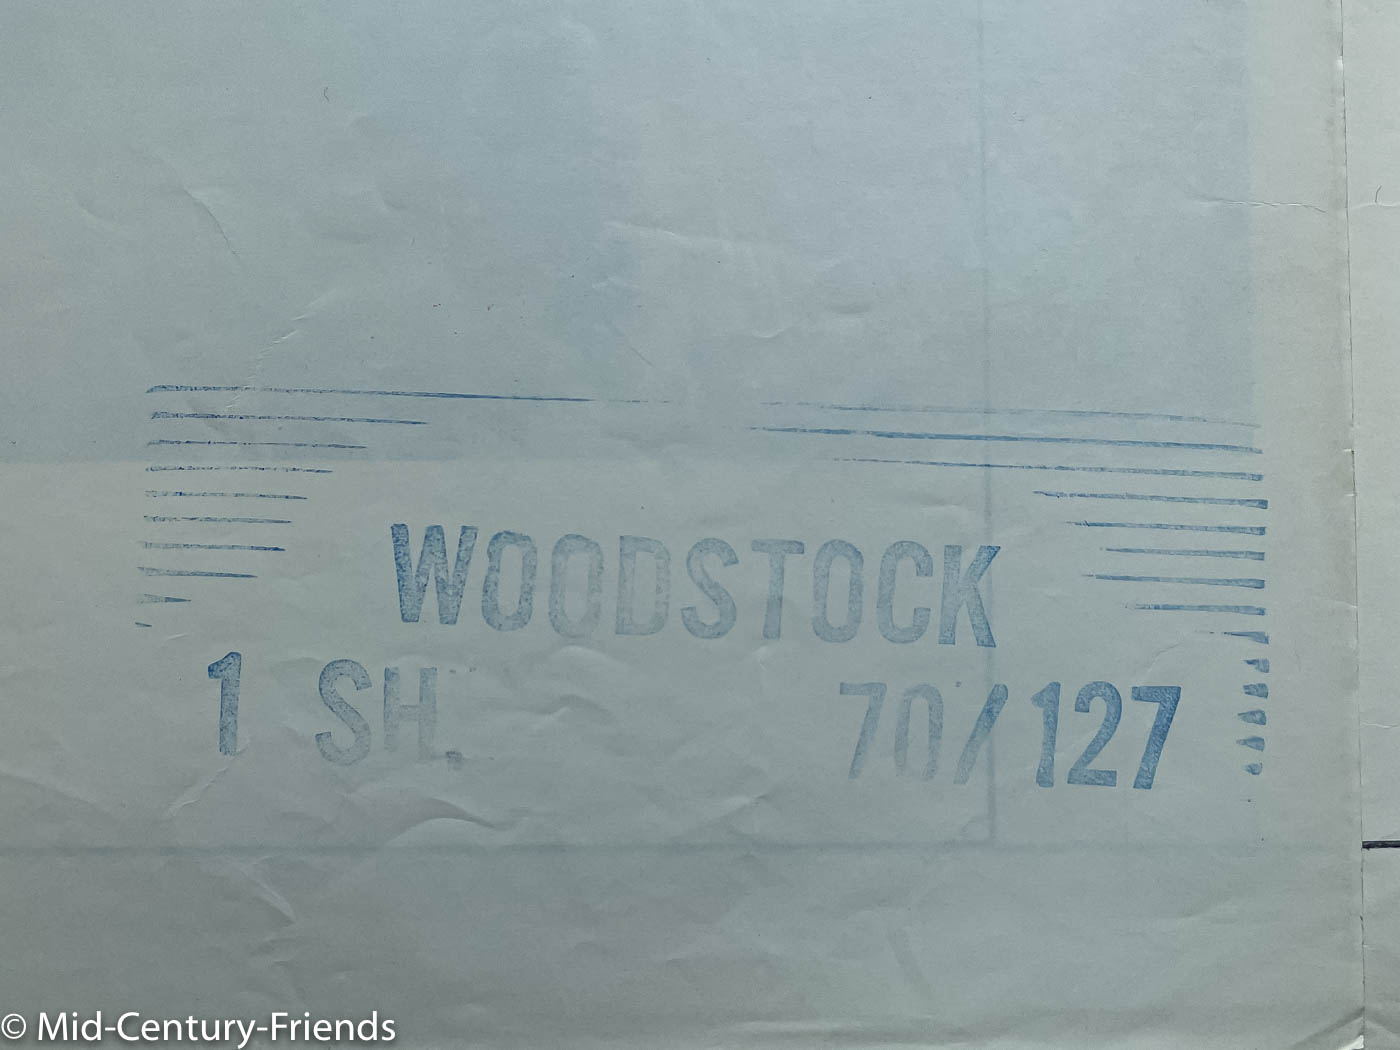 WOODSTOCK
1 SH. 70/127
© Mid-Century-Friends